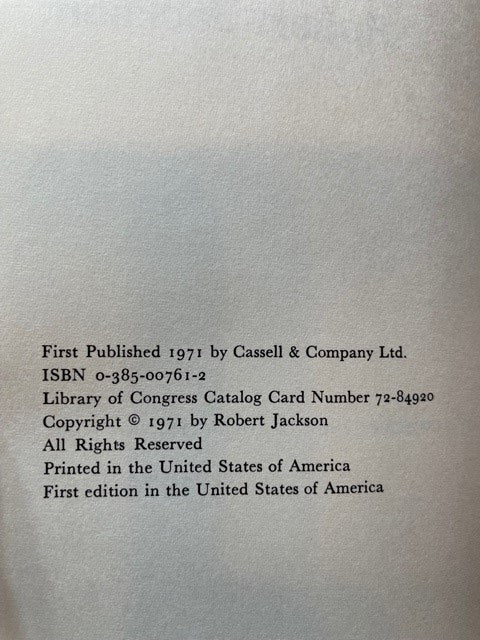 First Published 1971 by Cassell & Company Ltd.
ISBN 0-385-00761-2
Library of Congress Catalog Card Number 72-84920
Copyright © 1971 by Robert Jackson
All Rights Reserved
Printed in the United States of America
First edition in the United States of America